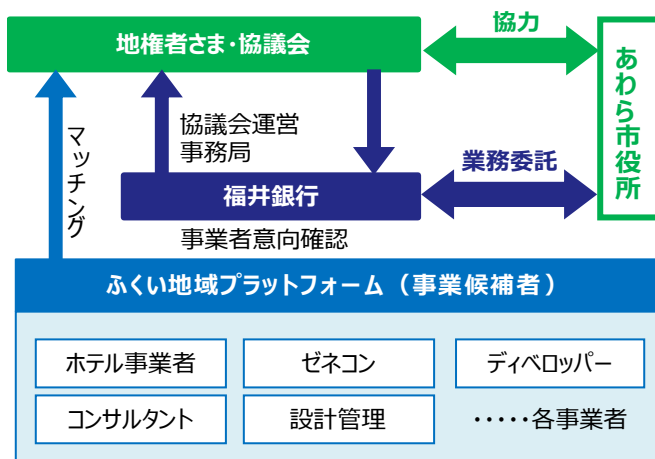 地権者さま・協議会
協力
あわら市役所
マッチング
協議会運営
事務局
業務委託
福井銀行
事業者意向確認
ふくい地域プラットフォーム（事業候補者）
ホテル事業者
ゼネコン
ディベロッパー
コンサルタント
設計管理
・・・・・各事業者